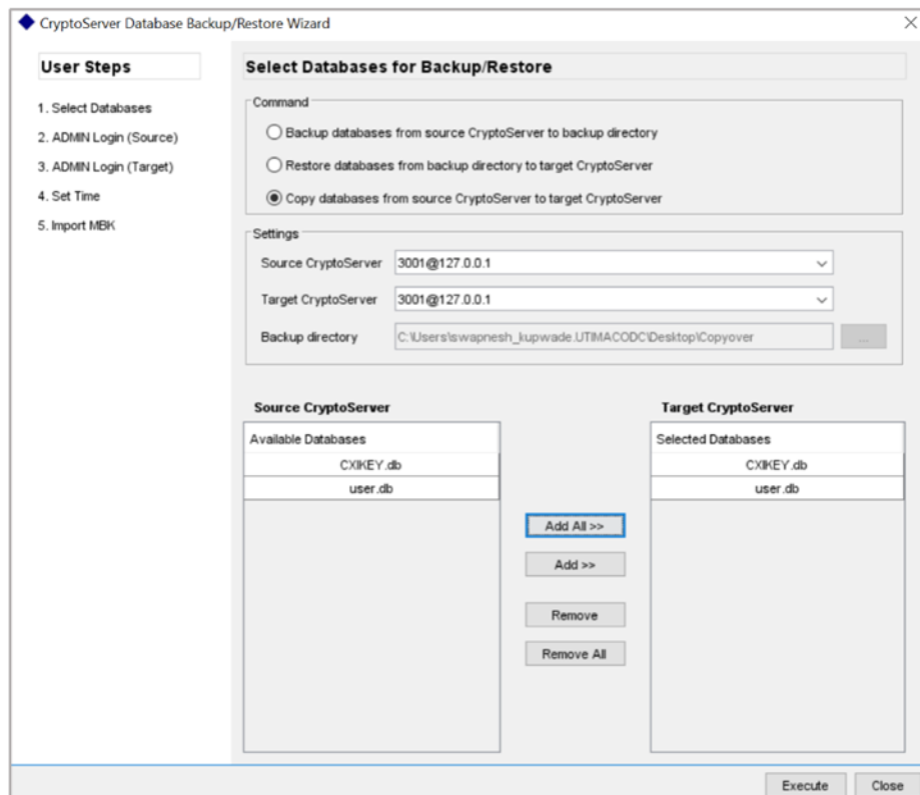 CryptoServer Database Backup/Restore Wizard
User Steps
1. Select Databases
2. ADMIN Login (Source)
3. ADMIN Login (Target)
4. Set Time
5. Import MBK
Select Databases for Backup/Restore
Command
Backup databases from source CryptoServer to backup directory
Restore databases from backup directory to target CryptoServer
Copy databases from source CryptoServer to target CryptoServer
Settings
Source CryptoServer 3001@127.0.0.1
Target CryptoServer 3001@127.0.0.1
Backup directory C:\Users\swapnesh_kupwade.UTIMACODC\Desktop\Copyover ...
Source CryptoServer
Available Databases
CXIKEY.db
user.db
Add All >>
Add >>
Remove
Remove All
Target CryptoServer
Selected Databases
CXIKEY.db
user.db
Execute Close